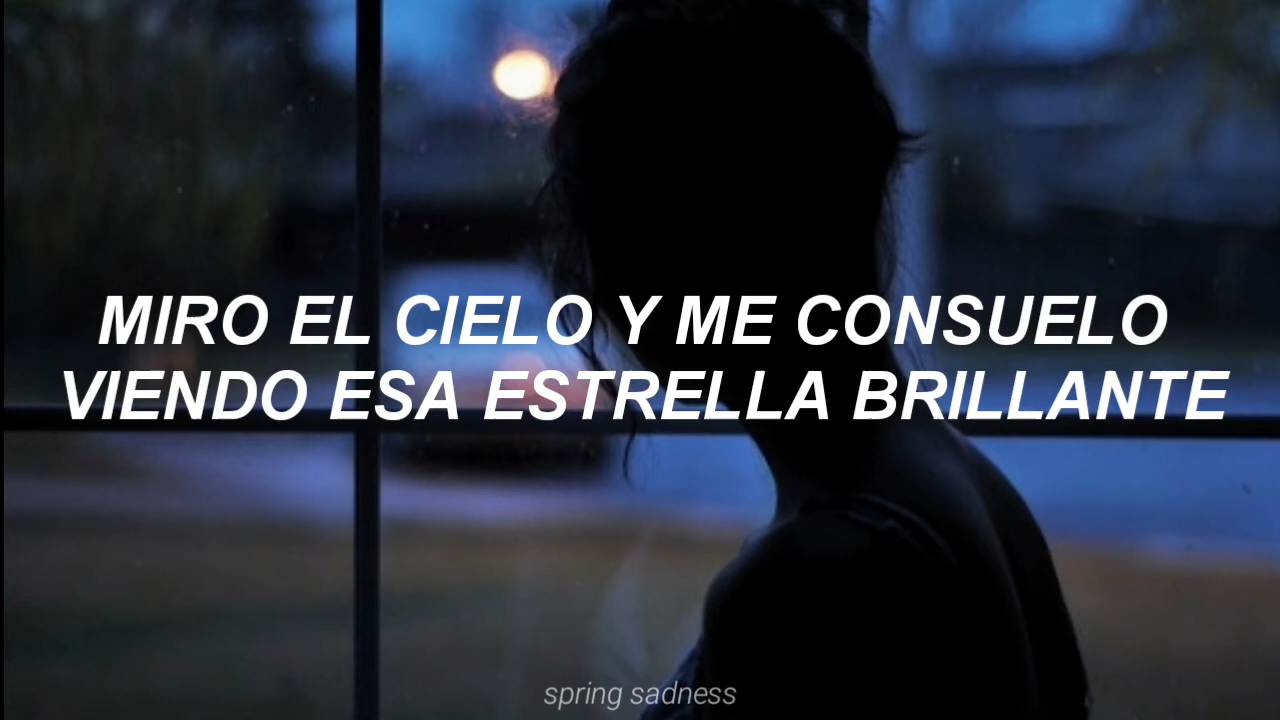 MIRO EL CIELO Y ME CONSUELO
VIENDO ESA ESTRELLA BRILLANTE
spring sadness